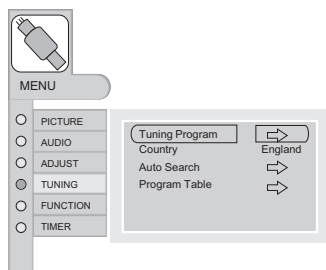 MENU
PICTURE
AUDIO
ADJUST
TUNING
FUNCTION
TIMER
Tuning Program
Country England
Auto Search
Program Table